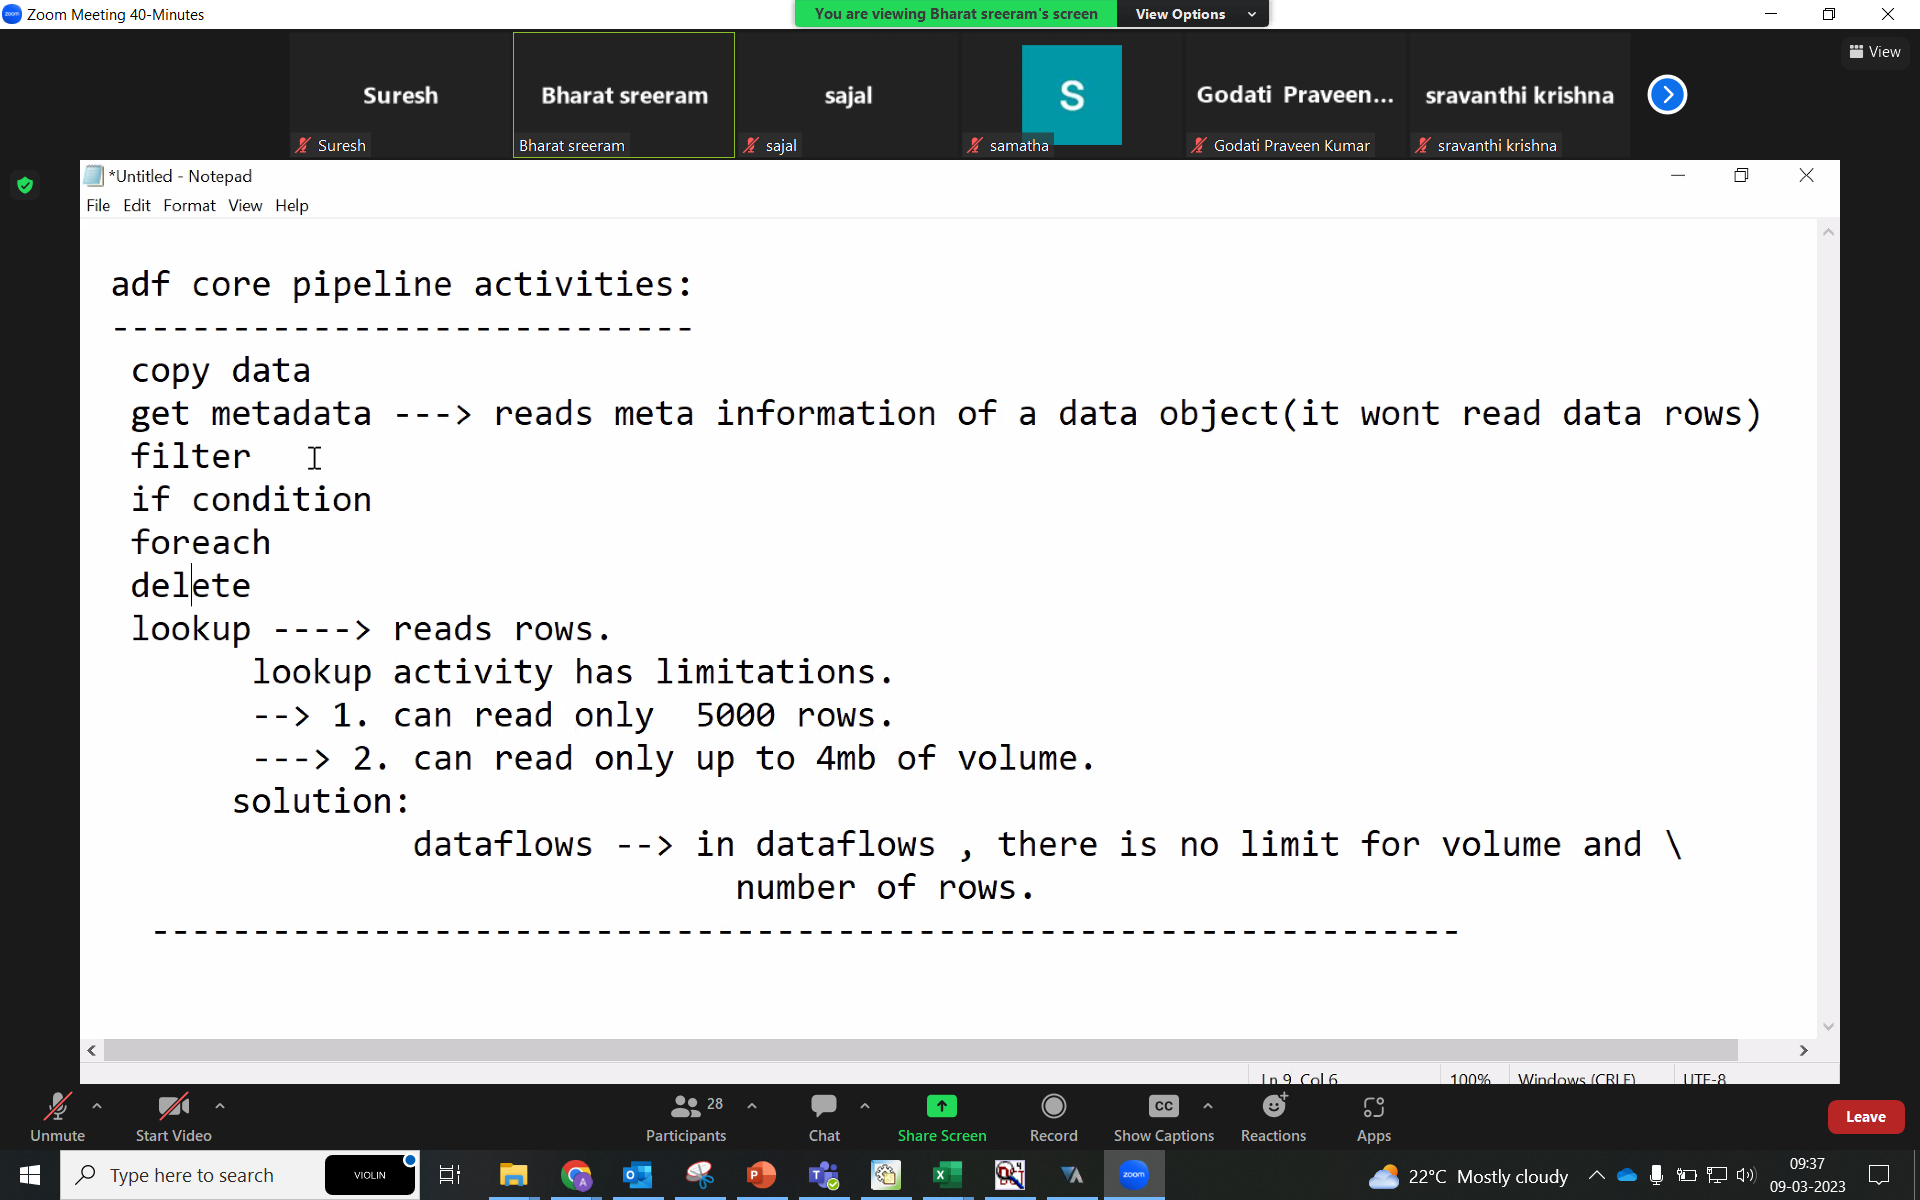 Zoom Meeting 40-Minutes
You are viewing Bharat sreeram's screen
View Options
View
Suresh
Bharat sreeram
sajal
S
Godati Praveen...
sravanthi krishna
Suresh
Bharat sreeram
sajal
samatha
Godati Praveen Kumar
sravanthi krishna
*Untitled - Notepad
File Edit Format View Help
adf core pipeline activities:
-----------------------------
copy data
get metadata ---> reads meta information of a data object(it wont read data rows)
filter
if condition
foreach
delete
lookup ----> reads rows.
lookup activity has limitations.
--> 1. can read only 5000 rows.
---> 2. can read only up to 4mb of volume.
solution:
dataflows --> in dataflows , there is no limit for volume and \
number of rows.
-----------------------------------------------------------------
Ln 9, Col 6
100%
Windows (CRLF)
UTF-8
Unmute
Start Video
28
Participants
Chat
Share Screen
Record
CC
Show Captions
Reactions
Apps
Leave
Type here to search
VIOLIN
zoom
22°C Mostly cloudy
09:37
09-03-2023